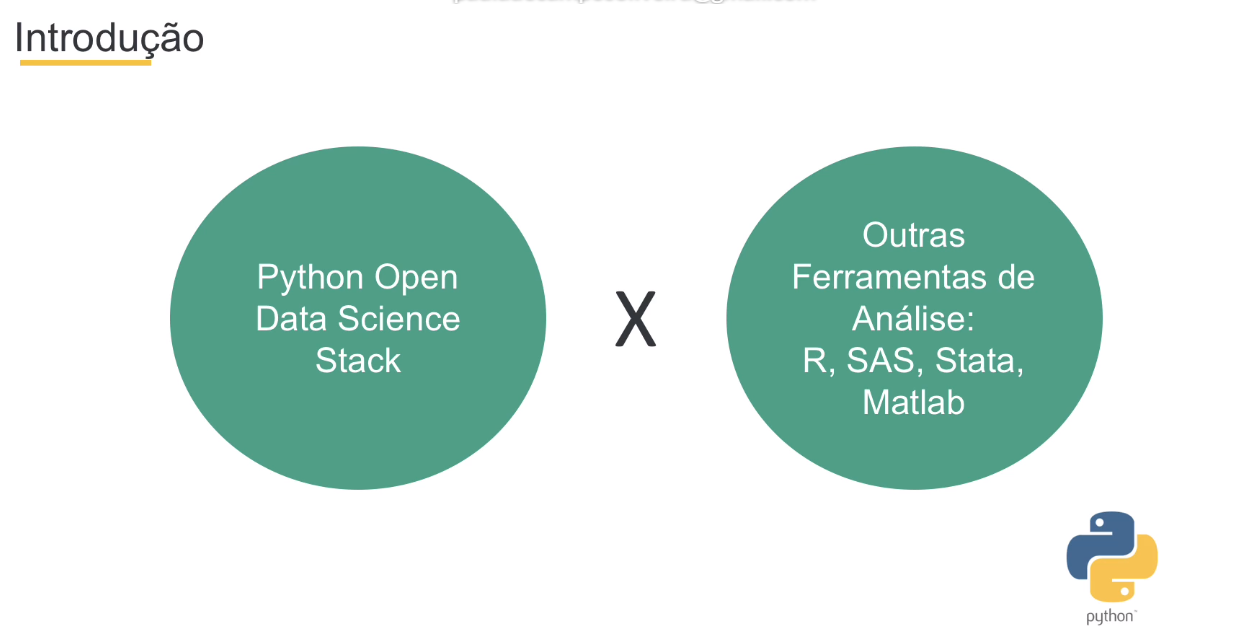 Introdução
Python Open
Data Science
Stack
X
Outras
Ferramentas de
Análise:
R, SAS, Stata,
Matlab
python